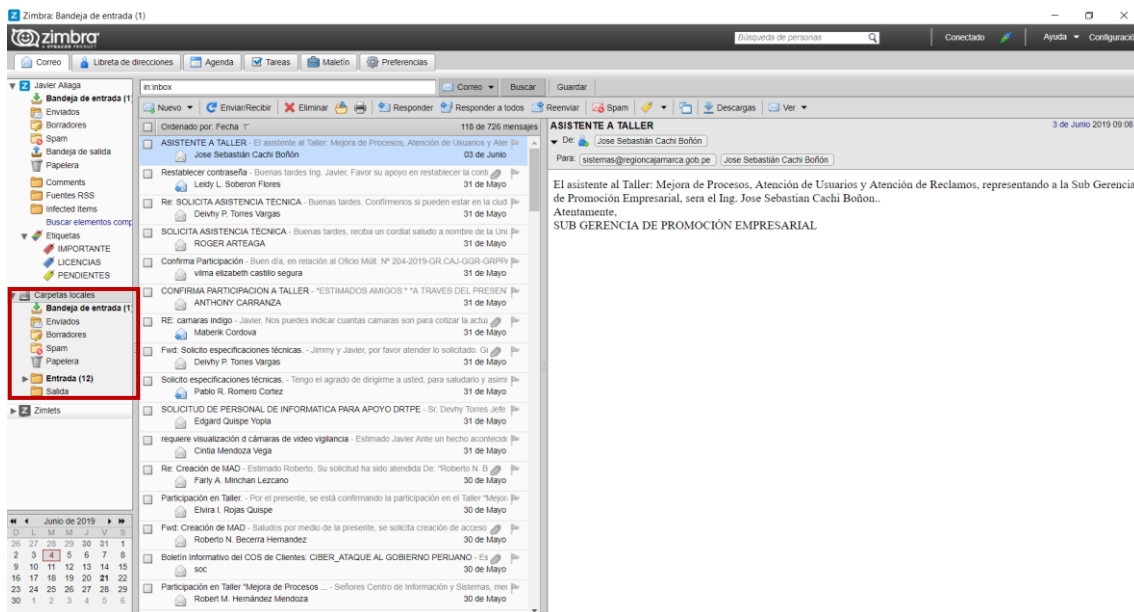 Zimbra: Bandeja de entrada (1)
zimbra
A SYNACOR PRODUCT
Búsqueda de personas
Conectado
Ayuda
Configuració
Correo
Libreta de direcciones
Agenda
Tareas
Maletín
Preferencias
Javier Aliaga
Bandeja de entrada (1)
Enviados
Borradores
Spam
Bandeja de salida
Papelera
Comments
Fuentes RSS
Infected Items
Buscar elementos comp
Etiquetas
IMPORTANTE
LICENCIAS
PENDIENTES
Carpetas locales
Bandeja de entrada (1)
Enviados
Borradores
Spam
Papelera
Entrada (12)
Salida
Zimlets
Junio de 2019
D L M M J V S
26 27 28 29 30 31 1
2 3 4 5 6 7 8
9 10 11 12 13 14 15
16 17 18 19 20 21 22
23 24 25 26 27 28 29
30 1 2 3 4 5 6
in:inbox
Correo
Buscar
Guardar
Nuevo Enviar/Recibir Eliminar Responder Responder a todos Reenviar Spam Descargas Ver
Ordenado por: Fecha 118 de 726 mensajes
ASISTENTE A TALLER - El asistente al Taller: Mejora de Procesos, Atención de Usuarios y Aten
Jose Sebastián Cachi Boñón 03 de Junio
Restablecer contraseña - Buenas tardes Ing. Javier, Favor su apoyo en restablecer la contr
Leidy L. Soberon Flores 31 de Mayo
Re: SOLICITA ASISTENCIA TÉCNICA - Buenas tardes. Confírmenos si pueden estar en la ciud
Deivhy P. Torres Vargas 31 de Mayo
SOLICITA ASISTENCIA TÉCNICA - Buenas tardes, reciba un cordial saludo a nombre de la Uni
ROGER ARTEAGA 31 de Mayo
Confirma Participación - Buen día, en relación al Oficio Múlt. Nº 204-2019-GR.CAJ-GGR-GRPPA
vilma elizabeth castillo segura 31 de Mayo
CONFIRMA PARTICIPACION A TALLER - *ESTIMADOS AMIGOS:* *A TRAVES DEL PRESEN
ANTHONY CARRANZA 31 de Mayo
RE: camaras indigo - Javier, Nos puedes indicar cuantas camaras son para cotizar la actua
Maberik Cordova 31 de Mayo
Fwd: Solicito especificaciones técnicas. - Jimmy y Javier, por favor atender lo solicitado. Gr
Deivhy P. Torres Vargas 31 de Mayo
Solicito especificaciones técnicas. - Tengo el agrado de dirigirme a usted, para saludarlo y asimi
Pablo R. Romero Cortez 31 de Mayo
SOLICITUD DE PERSONAL DE INFORMATICA PARA APOYO DRTPE - Sr. Devhy Torres Jefe
Edgard Quispe Yopla 31 de Mayo
requiere visualización d cámaras de video vigilancia - Estimado Javier Ante un hecho acontecido
Cintia Mendoza Vega 31 de Mayo
Re: Creación de MAD - Estimado Roberto, Su solicitud ha sido atendida De: "Roberto N. B
Farly A. Minchan Lezcano 30 de Mayo
Participación en Taller. - Por el presente, se está confirmando la participación en el Taller "Mejora
Elvira I. Rojas Quispe 30 de Mayo
Fwd: Creación de MAD - Saludos por medio de la presente, se solicita creación de acceso
Roberto N. Becerra Hernandez 30 de Mayo
Boletín Informativo del COS de Clientes: CIBER_ATAQUE AL GOBIERNO PERUANO - Es
soc 30 de Mayo
Participación en Taller "Mejora de Procesos ... - Señores Centro de Información y Sistemas, med
Robert M. Hernández Mendoza 30 de Mayo
ASISTENTE A TALLER 3 de Junio 2019 09:08
De: Jose Sebastián Cachi Boñón
Para: sistemas@regioncajamarca.gob.pe Jose Sebastián Cachi Boñón
El asistente al Taller: Mejora de Procesos, Atención de Usuarios y Atención de Reclamos, representando a la Sub Gerencia
de Promoción Empresarial, sera el Ing. Jose Sebastian Cachi Boñon..
Atentamente,
SUB GERENCIA DE PROMOCIÓN EMPRESARIAL